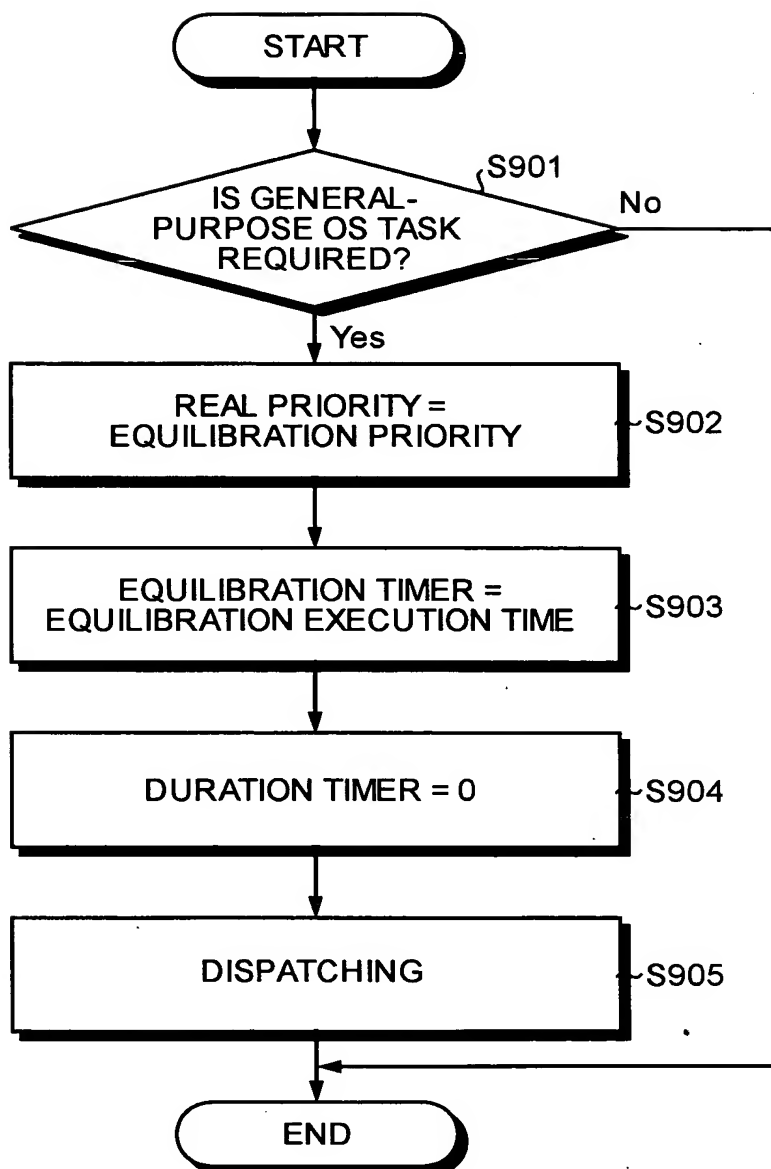 START
S901
IS GENERAL-
PURPOSE OS TASK
REQUIRED?
No
Yes
REAL PRIORITY =
EQUILIBRATION PRIORITY
S902
EQUILIBRATION TIMER =
EQUILIBRATION EXECUTION TIME
S903
DURATION TIMER = 0
S904
DISPATCHING
S905
END